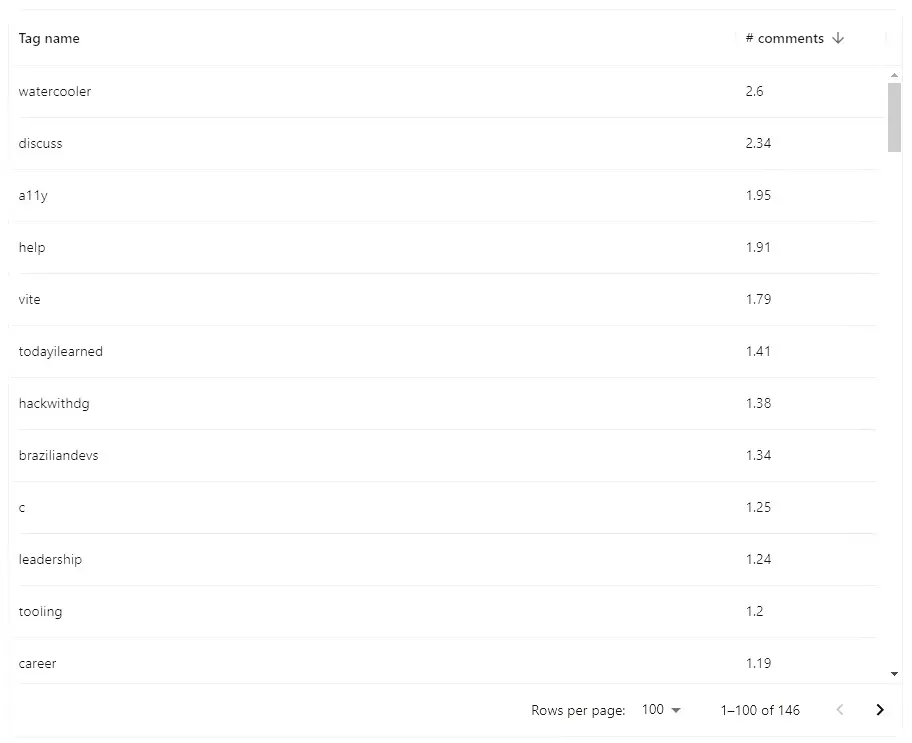 Tag name # comments
watercooler 2.6
discuss 2.34
a11y 1.95
help 1.91
vite 1.79
todayilearned 1.41
hackwithdg 1.38
braziliandevs 1.34
c 1.25
leadership 1.24
tooling 1.2
career 1.19
Rows per page: 100 1–100 of 146